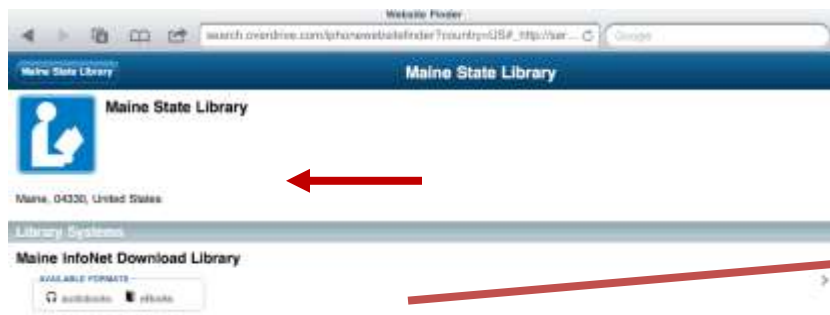 Website Finder
search.overdrive.com/iphonewebsitefinder?country=US#_http://ser... Google
Maine State Library Maine State Library
Maine State Library
Maine, 04330, United States
Library Systems
Maine InfoNet Download Library
AVAILABLE FORMATS
audiobooks eBooks